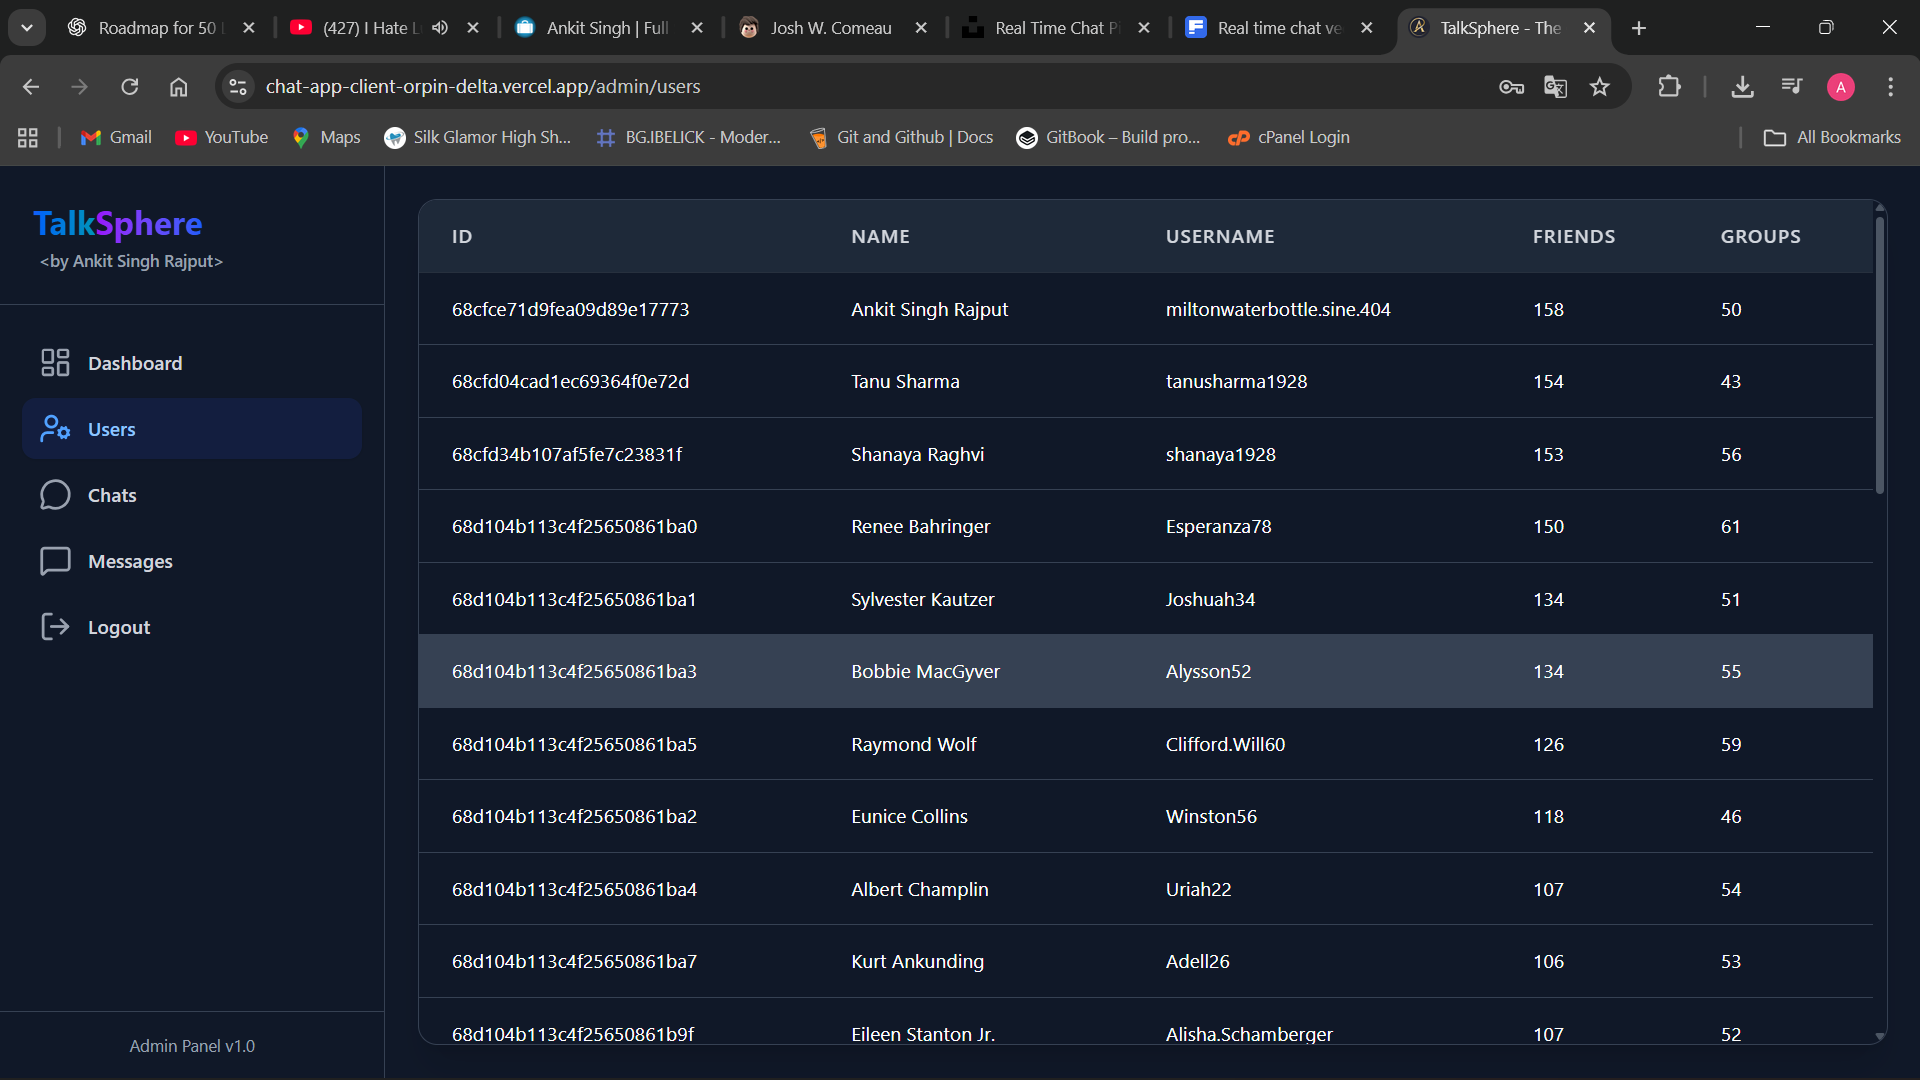 Roadmap for 50
(427) I Hate L
Ankit Singh | Full
Josh W. Comeau
Real Time Chat P
Real time chat ve
TalkSphere - The
chat-app-client-orpin-delta.vercel.app/admin/users
A
Gmail
YouTube
Maps
Silk Glamor High Sh...
BG.IBELICK - Moder...
Git and Github | Docs
GitBook – Build pro...
cPanel Login
All Bookmarks
TalkSphere
<by Ankit Singh Rajput>
Dashboard
Users
Chats
Messages
Logout
Admin Panel v1.0
ID NAME USERNAME FRIENDS GROUPS
68cfce71d9fea09d89e17773 Ankit Singh Rajput miltonwaterbottle.sine.404 158 50
68cfd04cad1ec69364f0e72d Tanu Sharma tanusharma1928 154 43
68cfd34b107af5fe7c23831f Shanaya Raghvi shanaya1928 153 56
68d104b113c4f25650861ba0 Renee Bahringer Esperanza78 150 61
68d104b113c4f25650861ba1 Sylvester Kautzer Joshuah34 134 51
68d104b113c4f25650861ba3 Bobbie MacGyver Alysson52 134 55
68d104b113c4f25650861ba5 Raymond Wolf Clifford.Will60 126 59
68d104b113c4f25650861ba2 Eunice Collins Winston56 118 46
68d104b113c4f25650861ba4 Albert Champlin Uriah22 107 54
68d104b113c4f25650861ba7 Kurt Ankunding Adell26 106 53
68d104b113c4f25650861b9f Eileen Stanton Jr. Alisha.Schamberger 107 52